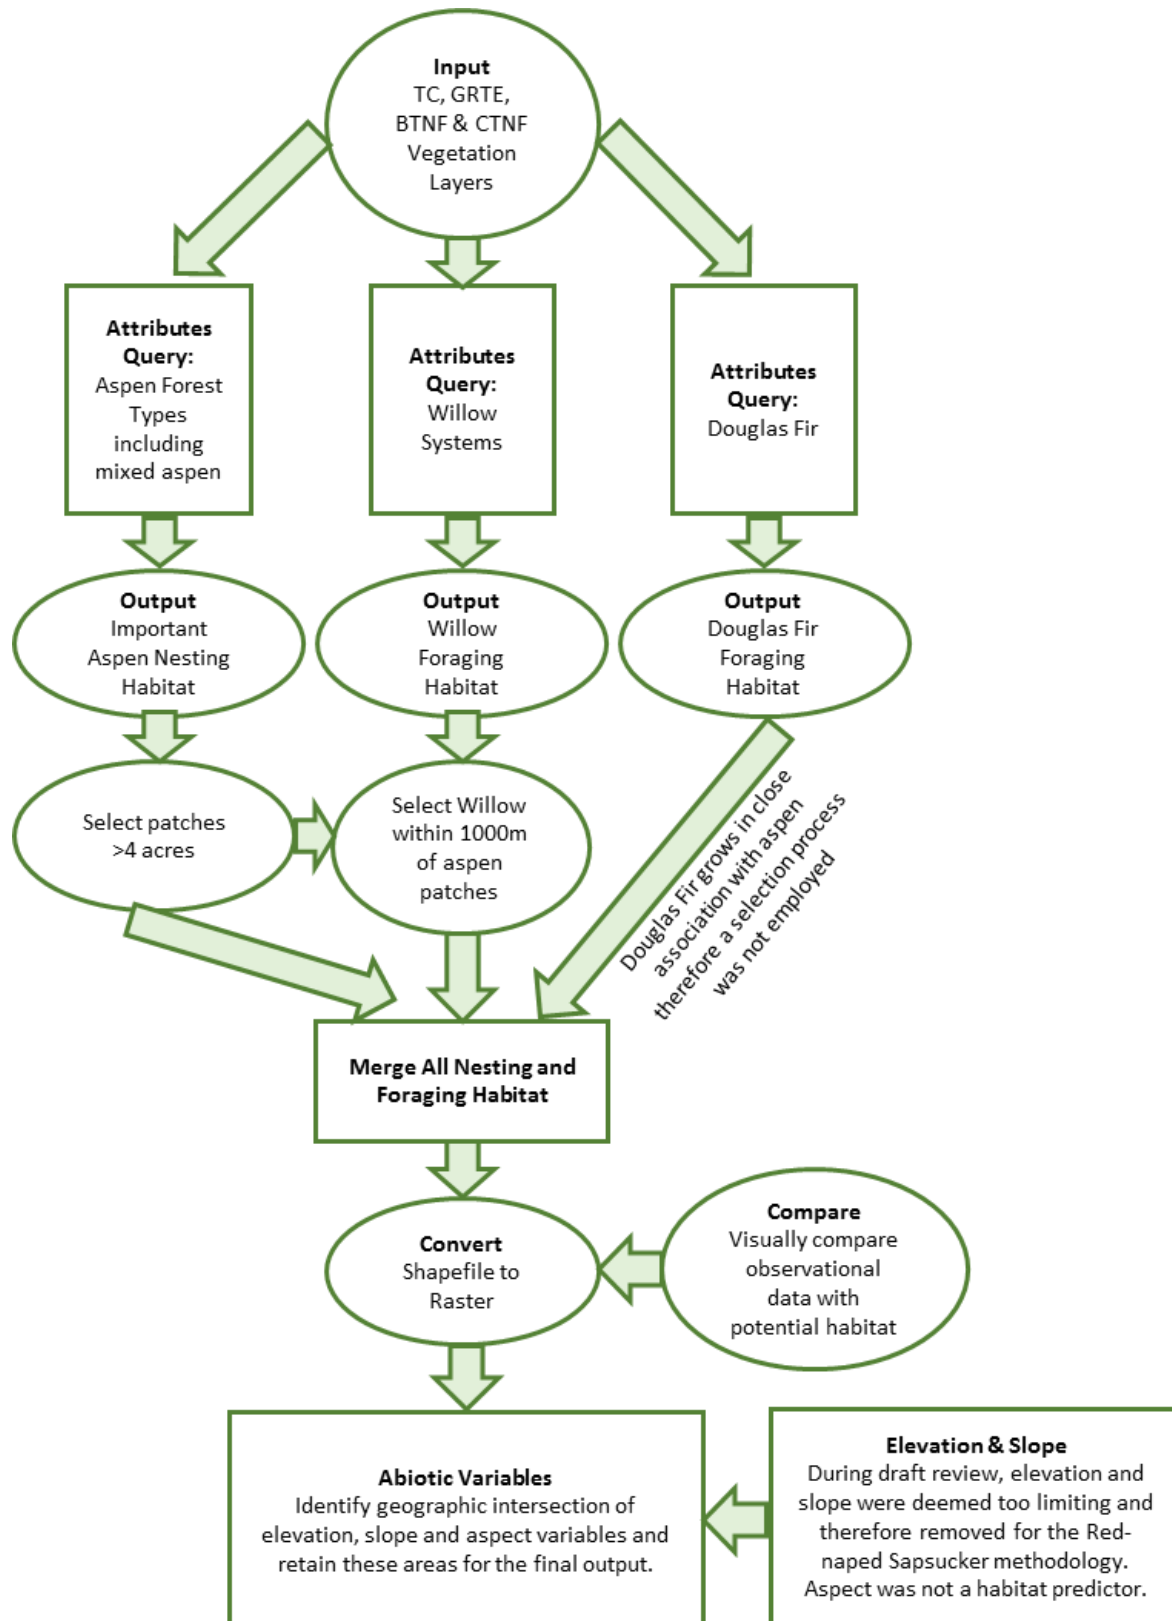 Input
TC, GRTE,
BTNF & CTNF
Vegetation
Layers
Attributes
Query:
Aspen Forest
Types
including
mixed aspen
Attributes
Query:
Willow
Systems
Attributes
Query:
Douglas Fir
Output
Important
Aspen Nesting
Habitat
Output
Willow
Foraging
Habitat
Output
Douglas Fir
Foraging
Habitat
Select patches
>4 acres
Select Willow
within 1000m
of aspen
patches
Douglas Fir grows in close
association with aspen
therefore a selection process
was not employed
Merge All Nesting and
Foraging Habitat
Convert
Shapefile to
Raster
Compare
Visually compare
observational
data with
potential habitat
Abiotic Variables
Identify geographic intersection of
elevation, slope and aspect variables and
retain these areas for the final output.
Elevation & Slope
During draft review, elevation and
slope were deemed too limiting and
therefore removed for the Red-
naped Sapsucker methodology.
Aspect was not a habitat predictor.